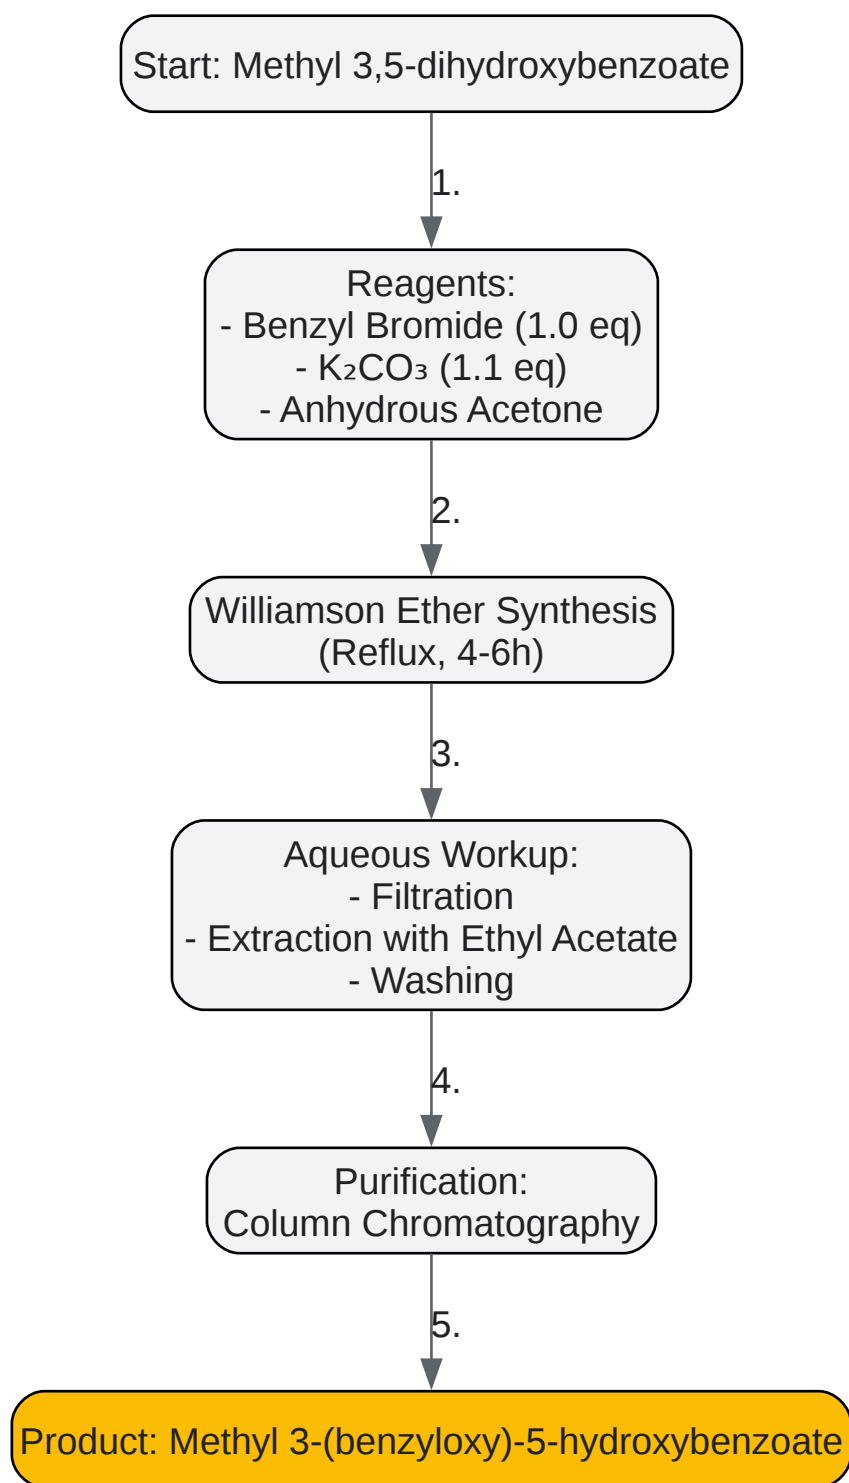 Start: Methyl 3,5-dihydroxybenzoate
1.
Reagents:
- Benzyl Bromide (1.0 eq)
- K₂CO₃ (1.1 eq)
- Anhydrous Acetone
2.
Williamson Ether Synthesis
(Reflux, 4-6h)
3.
Aqueous Workup:
- Filtration
- Extraction with Ethyl Acetate
- Washing
4.
Purification:
Column Chromatography
5.
Product: Methyl 3-(benzyloxy)-5-hydroxybenzoate